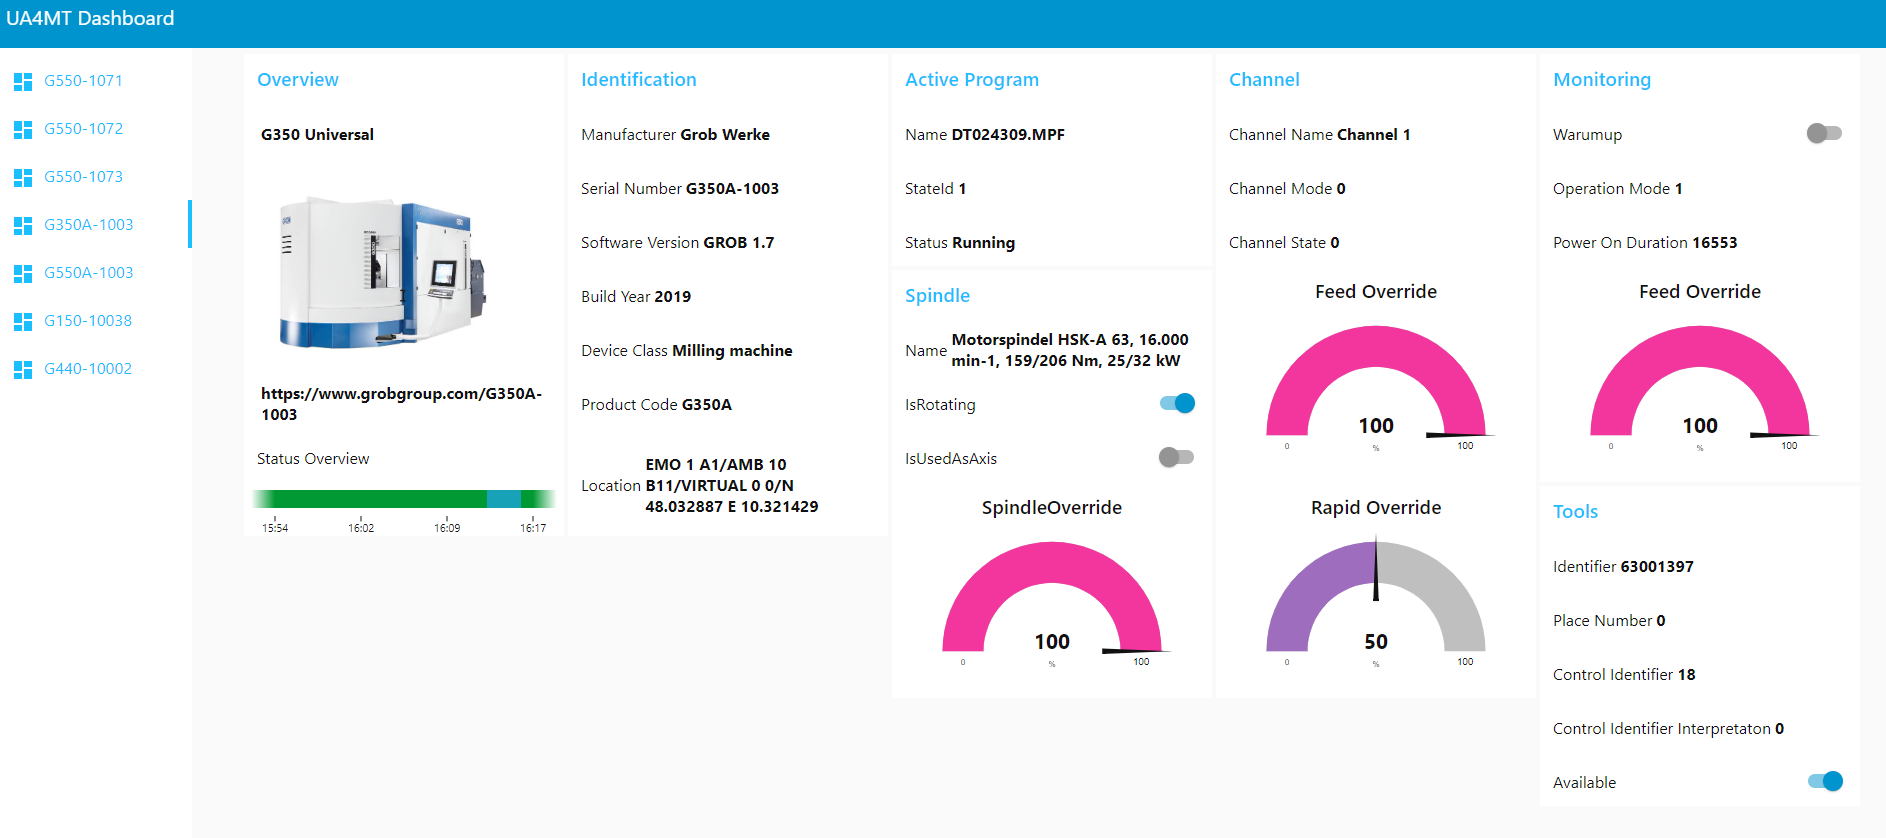 UA4MT Dashboard
G550-1071
G550-1072
G550-1073
G350A-1003
G550A-1003
G150-10038
G440-10002
Overview
G350 Universal
https://www.grobgroup.com/G350A-
1003
Status Overview
15:54 16:02 16:09 16:17
Identification
Manufacturer Grob Werke
Serial Number G350A-1003
Software Version GROB 1.7
Build Year 2019
Device Class Milling machine
Product Code G350A
Location EMO 1 A1/AMB 10
B11/VIRTUAL 0 0/N
48.032887 E 10.321429
Active Program
Name DT024309.MPF
StateId 1
Status Running
Spindle
Name Motorspindel HSK-A 63, 16.000
min-1, 159/206 Nm, 25/32 kW
IsRotating
IsUsedAsAxis
SpindleOverride
100
0 % 100
Channel
Channel Name Channel 1
Channel Mode 0
Channel State 0
Feed Override
100
0 % 100
Rapid Override
50
0 % 100
Monitoring
Warumup
Operation Mode 1
Power On Duration 16553
Feed Override
100
0 % 100
Tools
Identifier 63001397
Place Number 0
Control Identifier 18
Control Identifier Interpretaton 0
Available